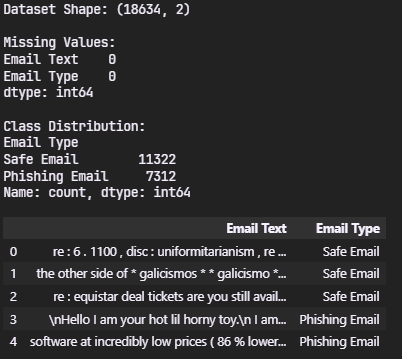 Dataset Shape: (18634, 2)
Missing Values:
Email Text    0
Email Type    0
dtype: int64
Class Distribution:
Email Type
Safe Email        11322
Phishing Email     7312
Name: count, dtype: int64
Email Text    Email Type
0    re : 6 . 1100 , disc : uniformitarianism , re ...    Safe Email
1    the other side of * galicismos * * galicismo *...    Safe Email
2    re : equistar deal tickets are you still avail...    Safe Email
3    \nHello I am your hot lil horny toy.\n I am...    Phishing Email
4    software at incredibly low prices ( 86 % lower...    Phishing Email